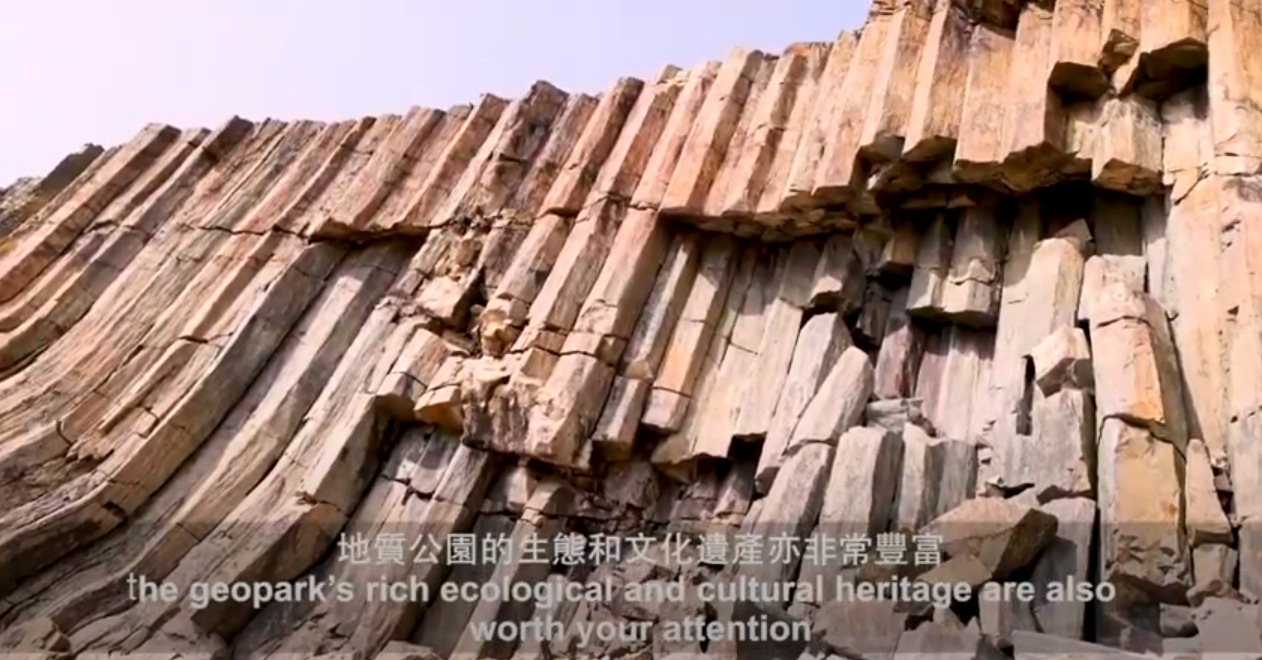 地質公園的生態和文化遺產亦非常豐富
the geopark's rich ecological and cultural heritage are also
worth your attention